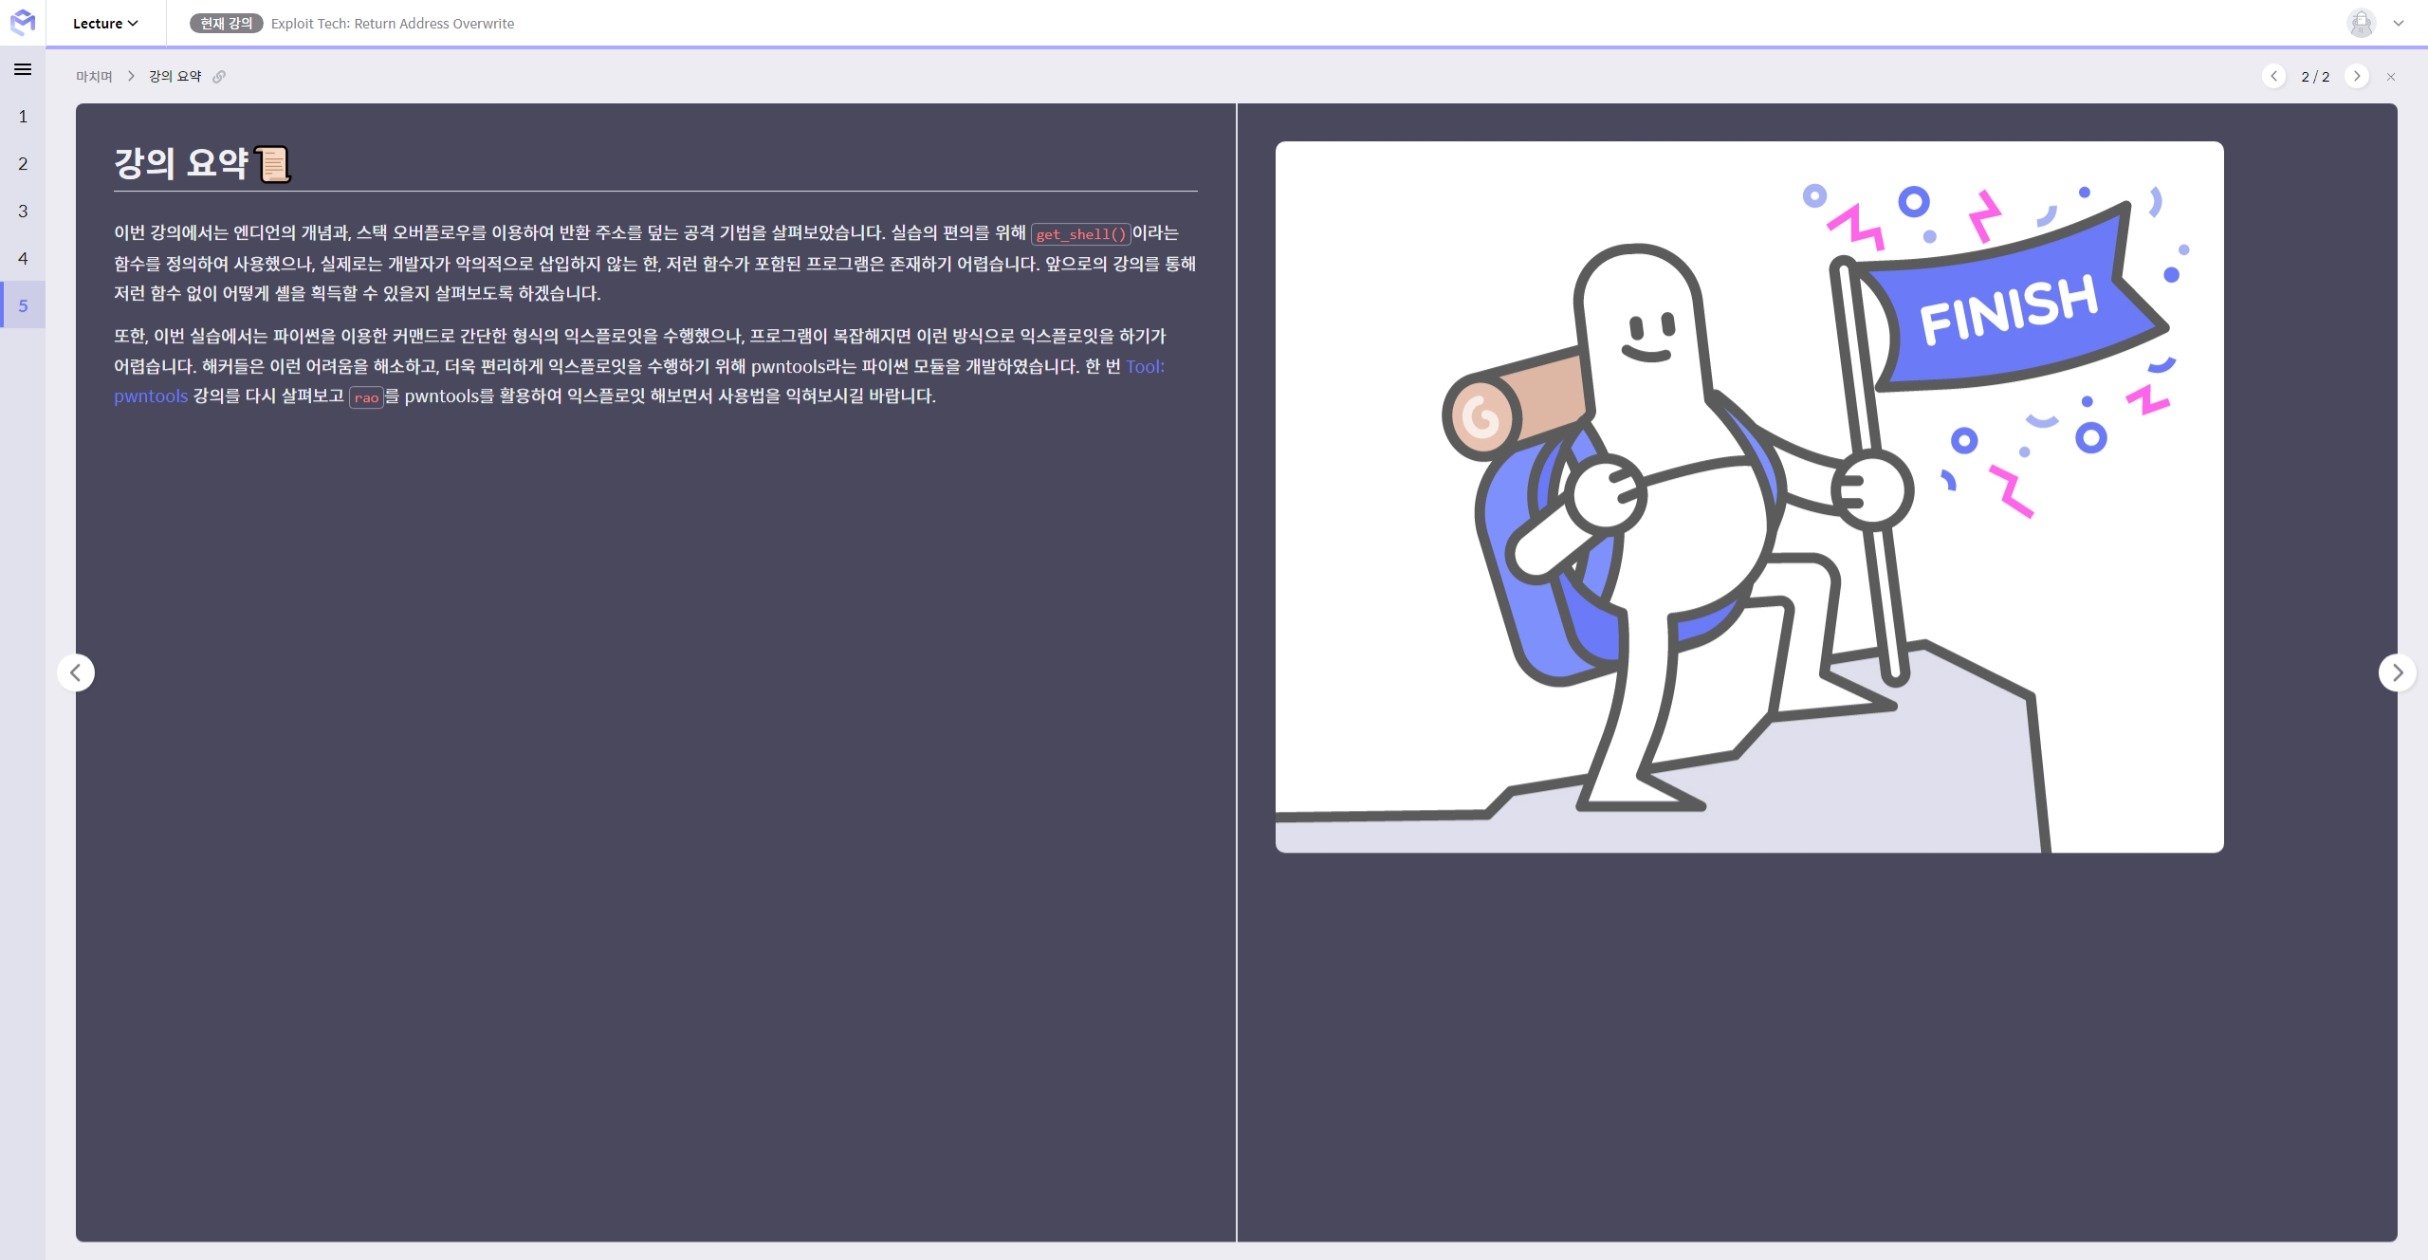 Lecture
현재 강의 Exploit Tech: Return Address Overwrite
마치며 > 강의 요약
2 / 2
1
2
3
4
5
강의 요약📜
이번 강의에서는 엔디언의 개념과, 스택 오버플로우를 이용하여 반환 주소를 덮는 공격 기법을 살펴보았습니다. 실습의 편의를 위해 get_shell()이라는
함수를 정의하여 사용했으나, 실제로는 개발자가 악의적으로 삽입하지 않는 한, 저런 함수가 포함된 프로그램은 존재하기 어렵습니다. 앞으로의 강의를 통해
저런 함수 없이 어떻게 셸을 획득할 수 있을지 살펴보도록 하겠습니다.
또한, 이번 실습에서는 파이썬을 이용한 커맨드로 간단한 형식의 익스플로잇을 수행했으나, 프로그램이 복잡해지면 이런 방식으로 익스플로잇을 하기가
어렵습니다. 해커들은 이런 어려움을 해소하고, 더욱 편리하게 익스플로잇을 수행하기 위해 pwntools라는 파이썬 모듈을 개발하였습니다. 한 번 Tool:
pwntools 강의를 다시 살펴보고 rao를 pwntools를 활용하여 익스플로잇 해보면서 사용법을 익혀보시길 바랍니다.
FINISH